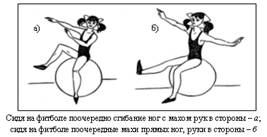 а)
б)
Сидя на фитболе поочередно сгибание ног с махом рук в стороны – а;
сидя на фитболе поочередные махи прямых ног, руки в стороны – б